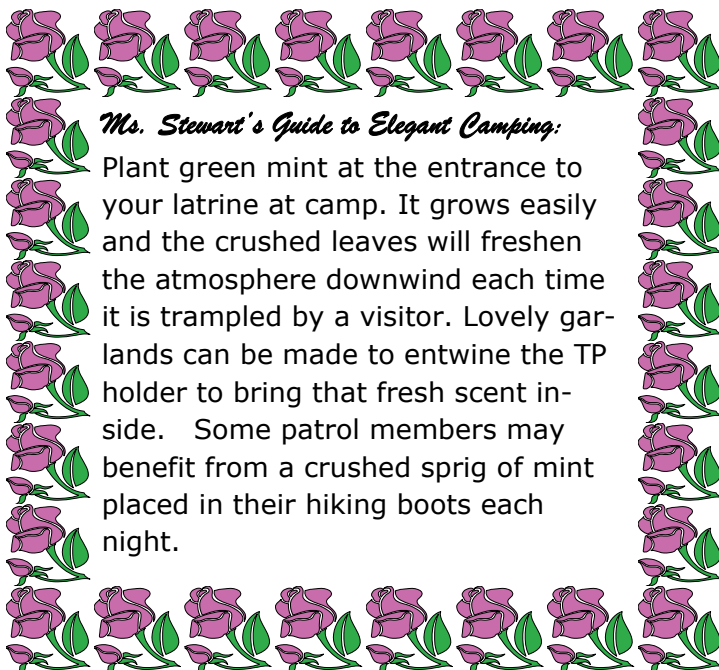 Ms. Stewart's Guide to Elegant Camping:
Plant green mint at the entrance to
your latrine at camp. It grows easily
and the crushed leaves will freshen
the atmosphere downwind each time
it is trampled by a visitor. Lovely gar-
lands can be made to entwine the TP
holder to bring that fresh scent in-
side.   Some patrol members may
benefit from a crushed sprig of mint
placed in their hiking boots each
night.